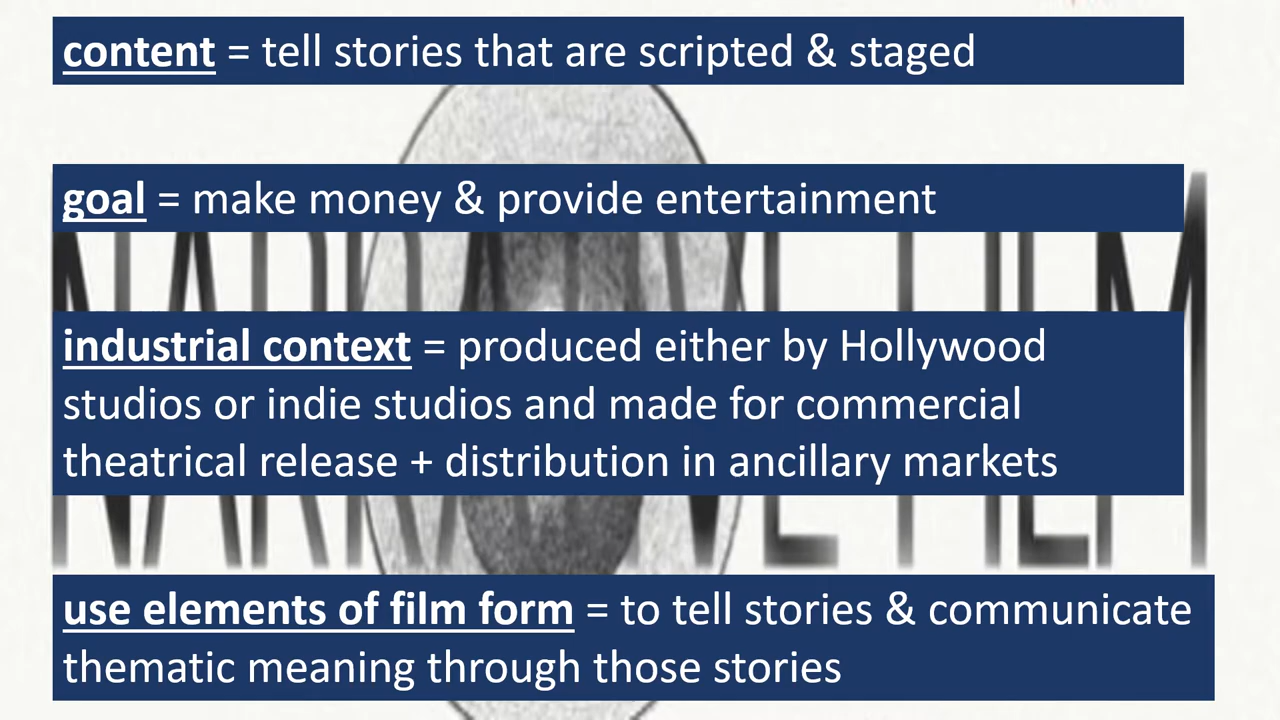 content = tell stories that are scripted & staged
goal = make money & provide entertainment
NARRATIVE FILM
industrial context = produced either by Hollywood
studios or indie studios and made for commercial
theatrical release + distribution in ancillary markets
use elements of film form = to tell stories & communicate
thematic meaning through those stories